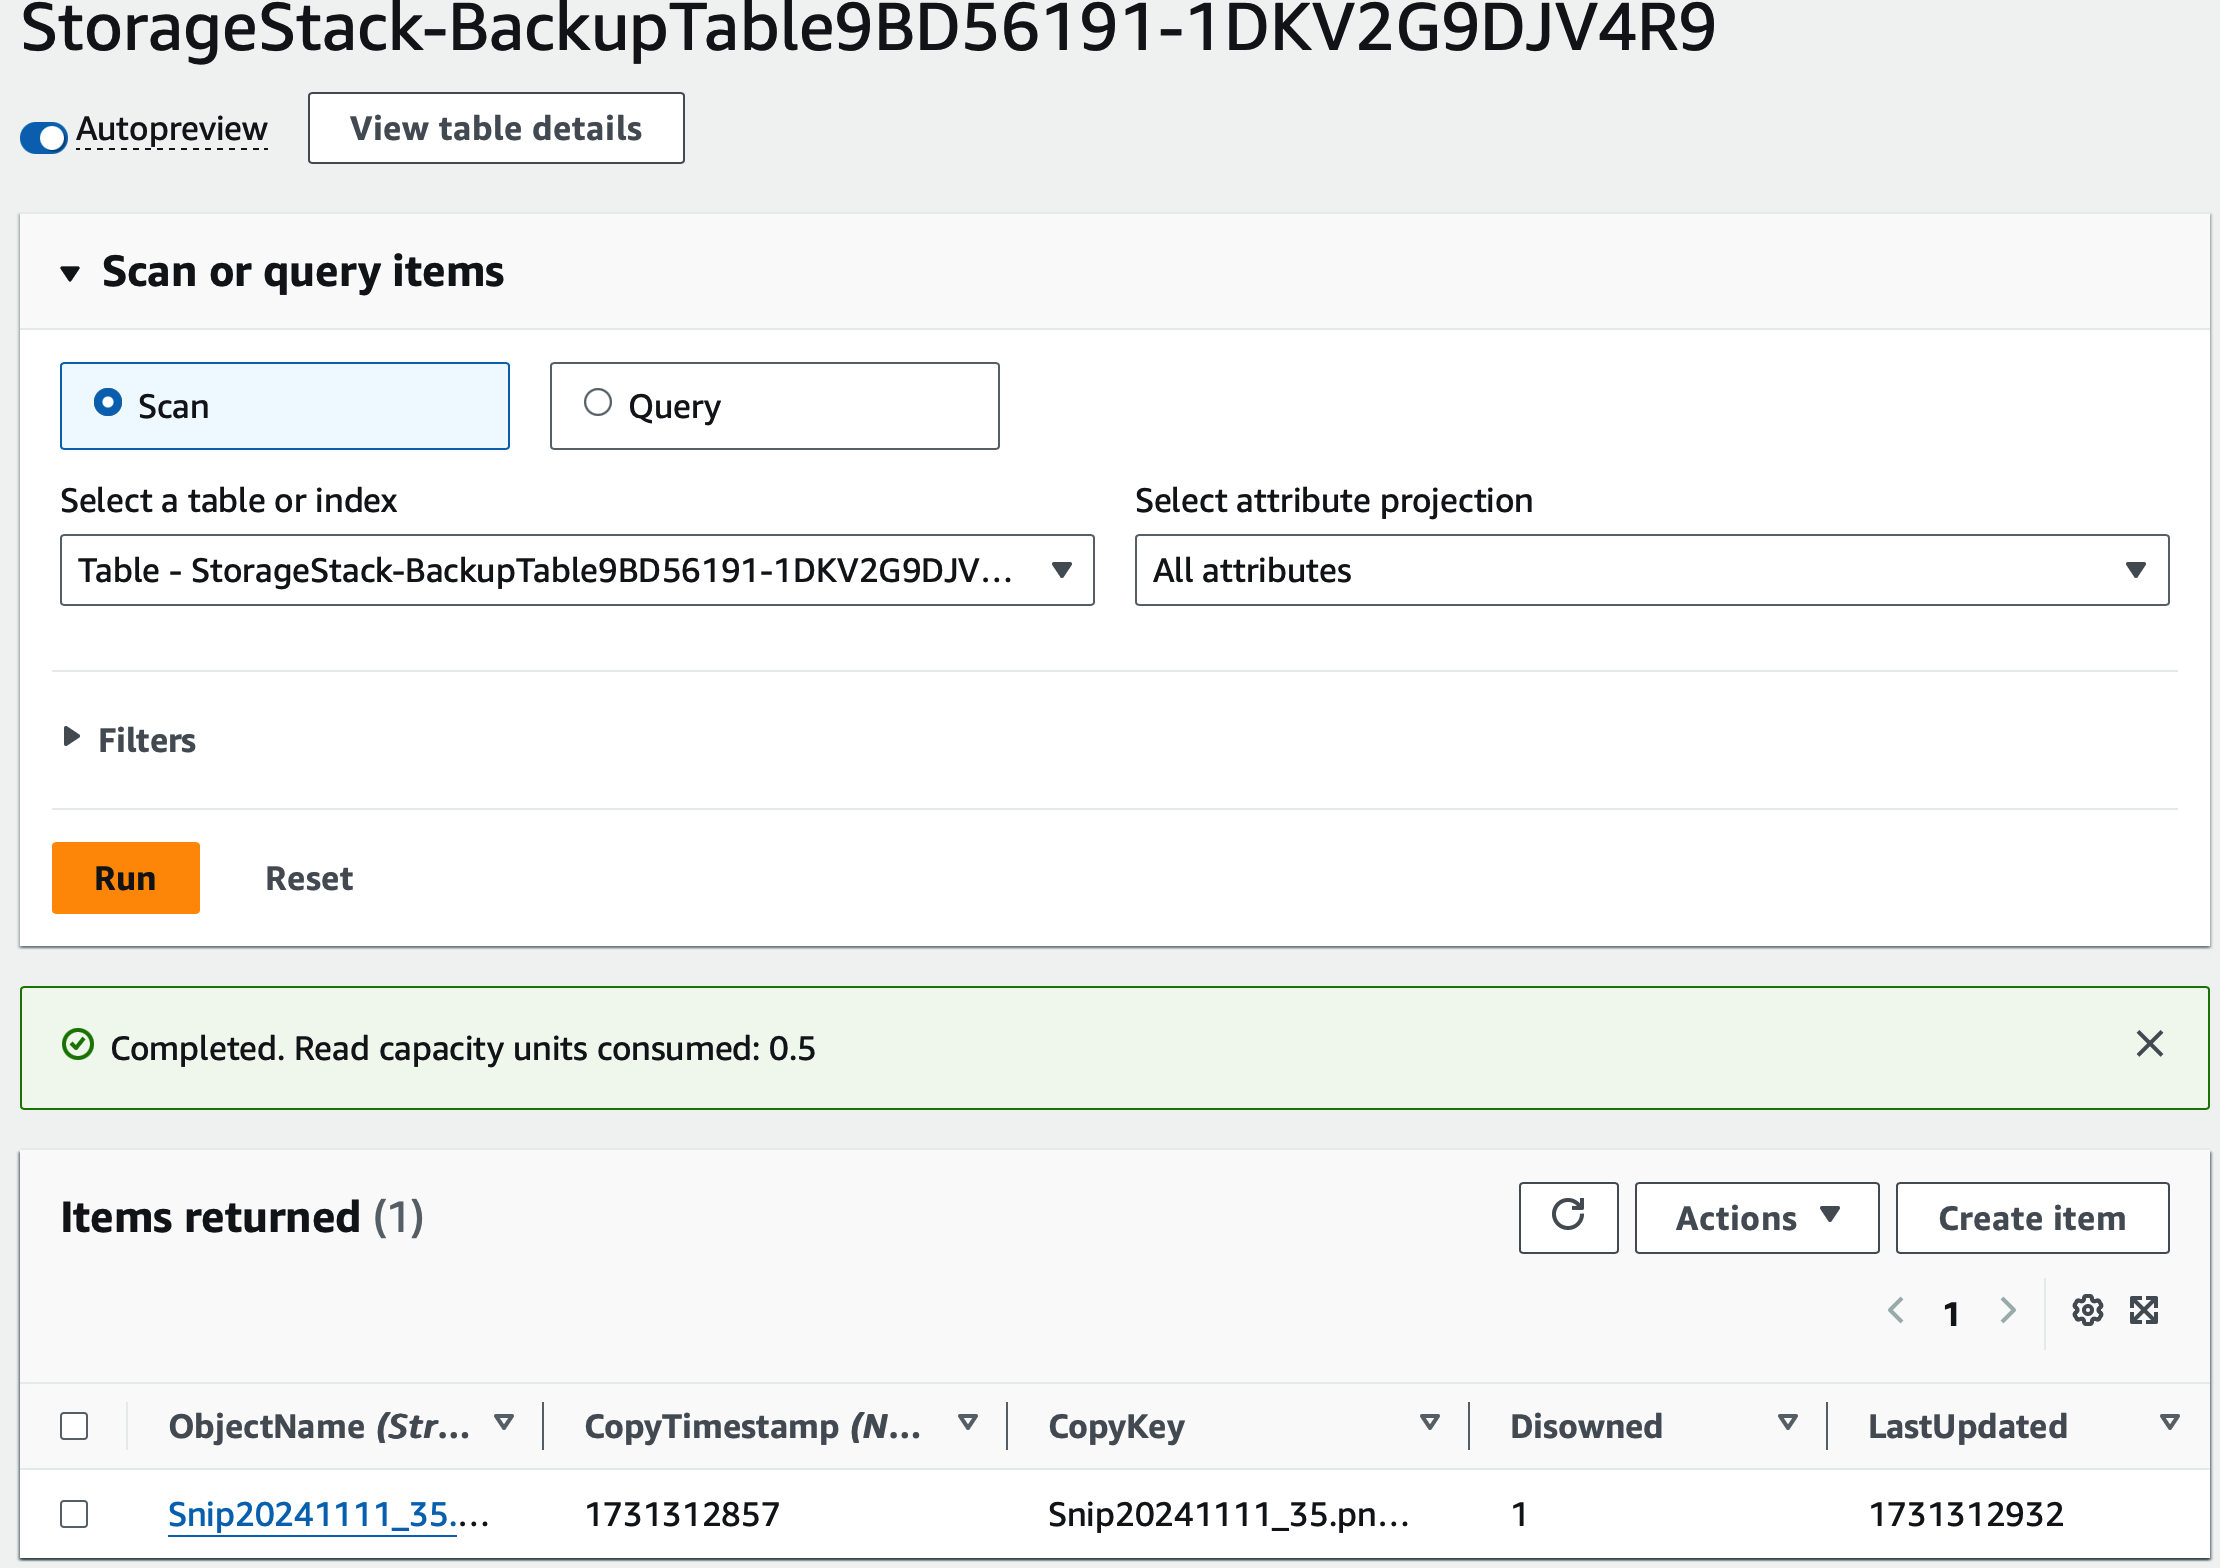 StorageStack-BackupTable9BD56191-1DKV2G9DJV4R9
Autopreview
View table details
Scan or query items
Scan
Query
Select a table or index
Select attribute projection
Table - StorageStack-BackupTable9BD56191-1DKV2G9DJV...
All attributes
Filters
Run
Reset
Completed. Read capacity units consumed: 0.5
Items returned (1)
Actions
Create item
1
ObjectName (Str... CopyTimestamp (N... CopyKey Disowned LastUpdated
Snip20241111_35.... 1731312857 Snip20241111_35.pn... 1 1731312932